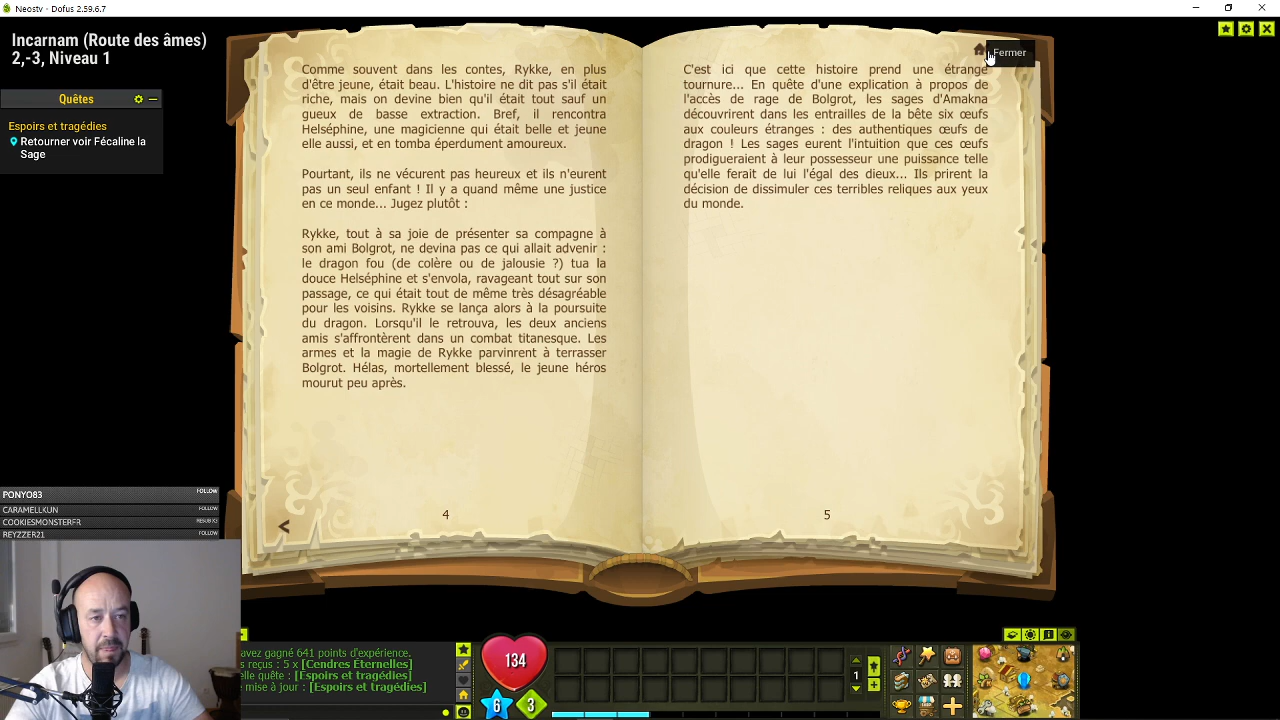 Neostv - Dofus 2.59.6.7
Incarnam (Route des âmes)
2,-3, Niveau 1
Quêtes
Espoirs et tragédies
Retourner voir Fécaline la
Sage
Fermer
Comme souvent dans les contes, Rykke, en plus
d'être jeune, était beau. L'histoire ne dit pas s'il était
riche, mais on devine bien qu'il était tout sauf un
gueux de basse extraction. Bref, il rencontra
Helséphine, une magicienne qui était belle et jeune
elle aussi, et en tomba éperdument amoureux.
Pourtant, ils ne vécurent pas heureux et ils n'eurent
pas un seul enfant ! Il y a quand même une justice
en ce monde... Jugez plutôt :
Rykke, tout à sa joie de présenter sa compagne à
son ami Bolgrot, ne devina pas ce qui allait advenir :
le dragon fou (de colère ou de jalousie ?) tua la
douce Helséphine et s'envola, ravageant tout sur son
passage, ce qui était tout de même très désagréable
pour les voisins. Rykke se lança alors à la poursuite
du dragon. Lorsqu'il le retrouva, les deux anciens
amis s'affrontèrent dans un combat titanesque. Les
armes et la magie de Rykke parvinrent à terrasser
Bolgrot. Hélas, mortellement blessé, le jeune héros
mourut peu après.
4
C'est ici que cette histoire prend une étrange
tournure... En quête d'une explication à propos de
l'accès de rage de Bolgrot, les sages d'Amakna
découvrirent dans les entrailles de la bête six œufs
aux couleurs étranges : des authentiques œufs de
dragon ! Les sages eurent l'intuition que ces œufs
prodigueraient à leur possesseur une puissance telle
qu'elle ferait de lui l'égal des dieux... Ils prirent la
décision de dissimuler ces terribles reliques aux yeux
du monde.
5
PONYO83 FOLLOW
CARAMELLKUN FOLLOW
COOKIESMONSTERFR
REYZZER21 FOLLOW
avez gagné 641 points d'expérience.
s reçus : 5 x [Cendres Éternelles]
elle quête : [Espoirs et tragédies]
mise à jour : [Espoirs et tragédies]
134
6
3
1